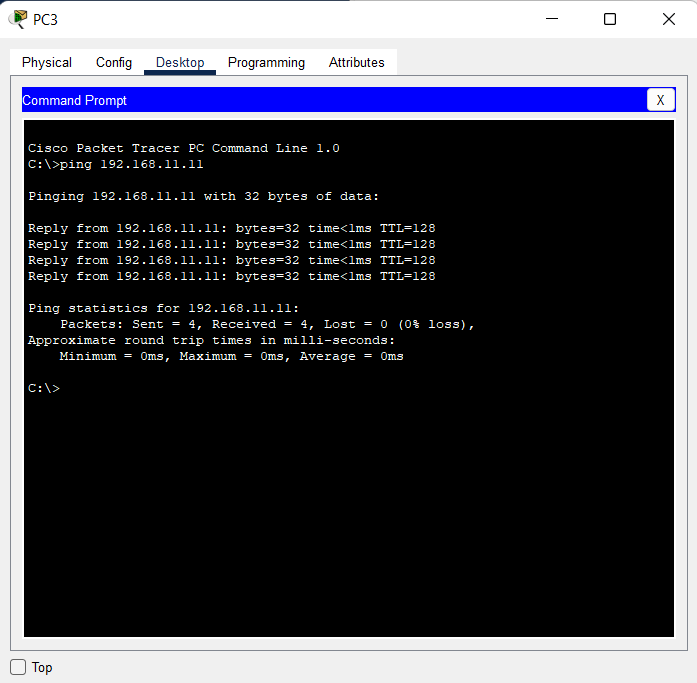 PC3
Physical Config Desktop Programming Attributes
Command Prompt X
Cisco Packet Tracer PC Command Line 1.0
C:\>ping 192.168.11.11
Pinging 192.168.11.11 with 32 bytes of data:
Reply from 192.168.11.11: bytes=32 time<1ms TTL=128
Reply from 192.168.11.11: bytes=32 time<1ms TTL=128
Reply from 192.168.11.11: bytes=32 time<1ms TTL=128
Reply from 192.168.11.11: bytes=32 time<1ms TTL=128
Ping statistics for 192.168.11.11:
Packets: Sent = 4, Received = 4, Lost = 0 (0% loss),
Approximate round trip times in milli-seconds:
Minimum = 0ms, Maximum = 0ms, Average = 0ms
C:\>
Top